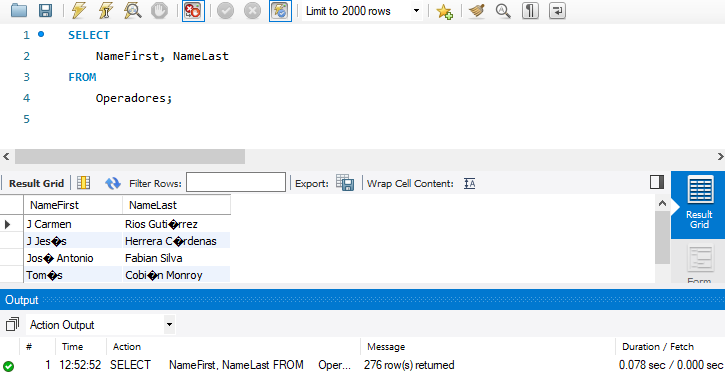 Limit to 2000 rows
1 SELECT
2 NameFirst, NameLast
3 FROM
4 Operadores;
5
Result Grid Filter Rows: Export: Wrap Cell Content:
NameFirst NameLast
J Carmen Rios Guti�rrez
J Jes�s Herrera C�rdenas
Jos� Antonio Fabian Silva
Tom�s Cobi�n Monroy
Result
Grid
Form
Output
Action Output
# Time Action Message Duration / Fetch
1 12:52:52 SELECT NameFirst, NameLast FROM Oper... 276 row(s) returned 0.078 sec / 0.000 sec